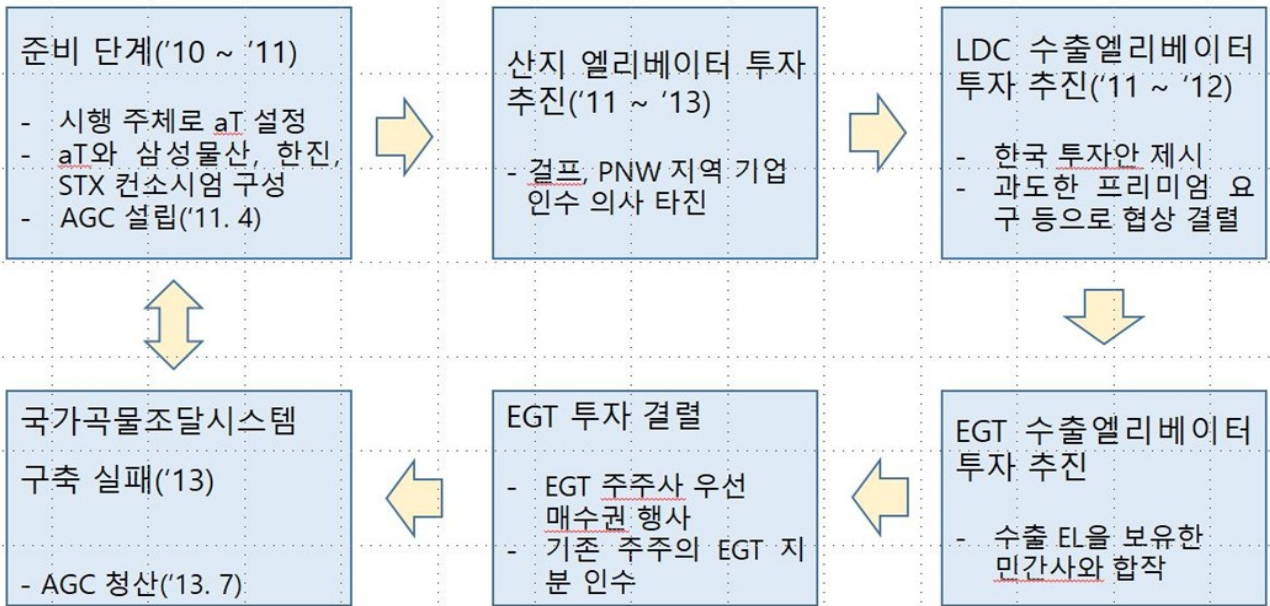 준비 단계(‘10 ~ ‘11)
- 시행 주체로 aT 설정
- aT와 삼성물산, 한진,
STX 컨소시엄 구성
- AGC 설립(‘11. 4)
산지 엘리베이터 투자
추진(‘11 ~ ‘13)
- 걸프, PNW 지역 기업
인수 의사 타진
LDC 수출엘리베이터
투자 추진(‘11 ~ ‘12)
- 한국 투자안 제시
- 과도한 프리미엄 요
구 등으로 협상 결렬
EGT 수출엘리베이터
투자 추진
- 수출 EL을 보유한
민간사와 합작
EGT 투자 결렬
- EGT 주주사 우선
매수권 행사
- 기존 주주의 EGT 지
분 인수
국가곡물조달시스템
구축 실패(‘13)
- AGC 청산(‘13. 7)